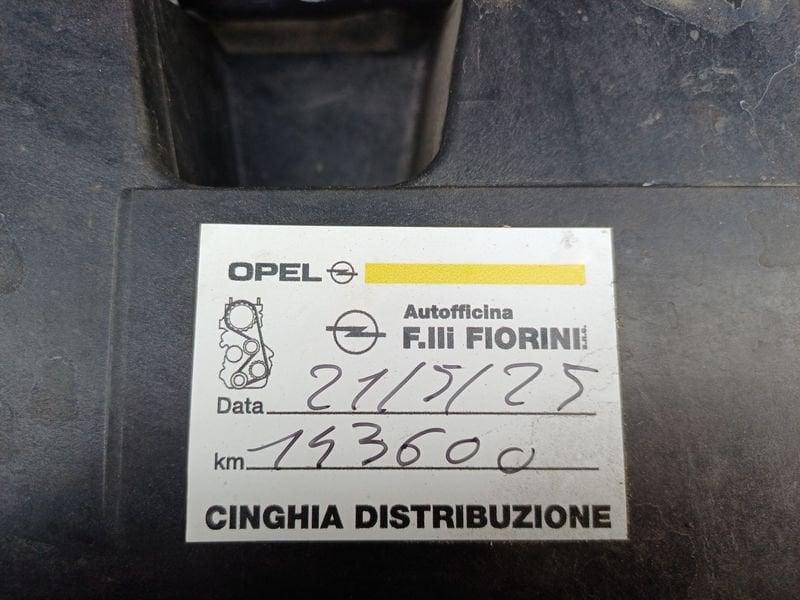 OPEL
Autofficina
F.lli FIORINI s.n.c.
Data 21/5/25
km 143600
CINGHIA DISTRIBUZIONE